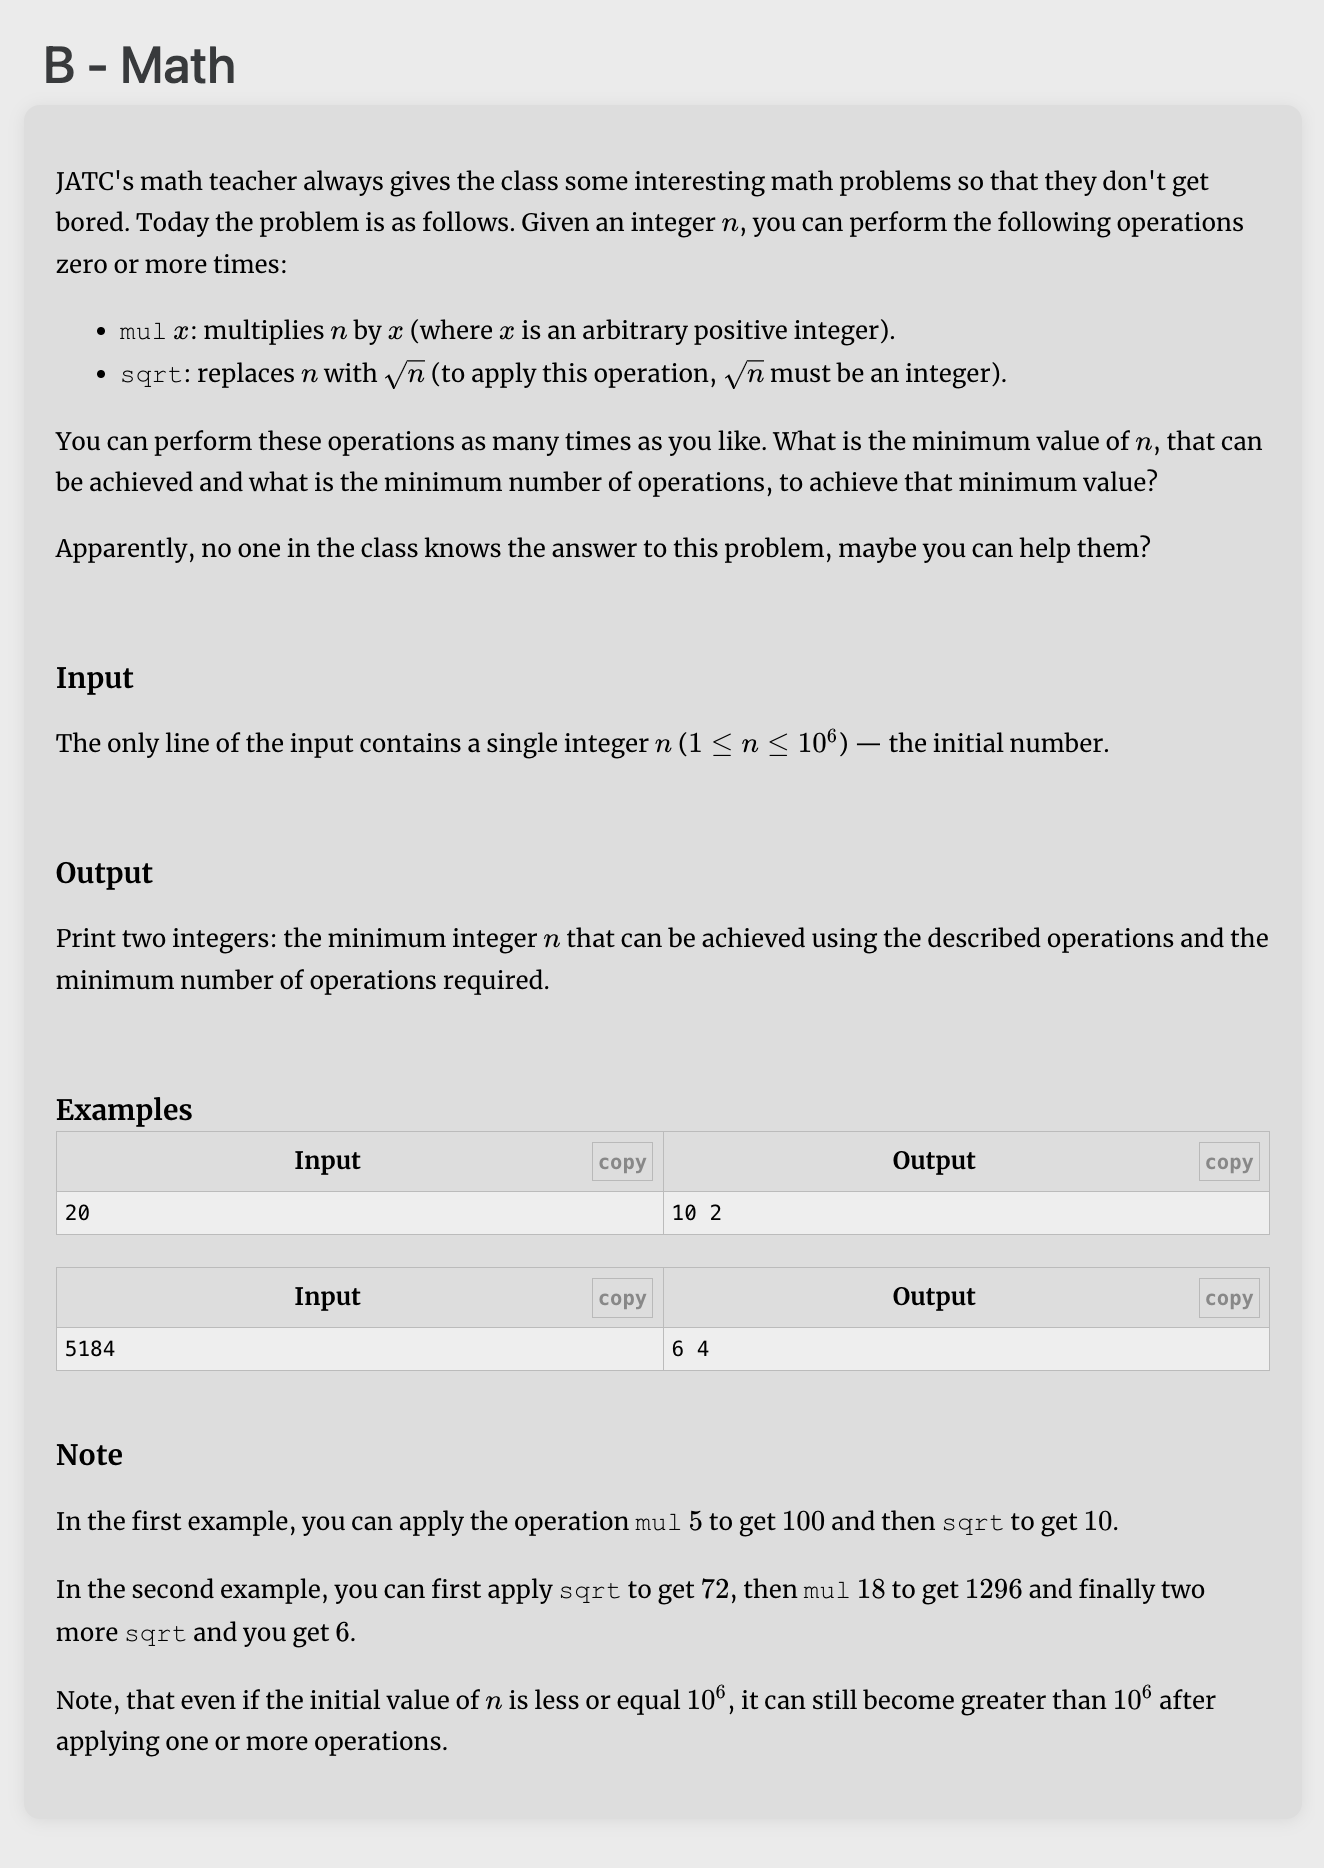 B - Math
JATC's math teacher always gives the class some interesting math problems so that they don't get
bored. Today the problem is as follows. Given an integer n, you can perform the following operations
zero or more times:
• mul x: multiplies n by x (where x is an arbitrary positive integer).
• sqrt: replaces n with √n (to apply this operation, √n must be an integer).
You can perform these operations as many times as you like. What is the minimum value of n, that can
be achieved and what is the minimum number of operations, to achieve that minimum value?
Apparently, no one in the class knows the answer to this problem, maybe you can help them?
Input
The only line of the input contains a single integer n (1 ≤ n ≤ 10⁶) — the initial number.
Output
Print two integers: the minimum integer n that can be achieved using the described operations and the
minimum number of operations required.
Examples
Input copy Output copy
20 10 2
Input copy Output copy
5184 6 4
Note
In the first example, you can apply the operation mul 5 to get 100 and then sqrt to get 10.
In the second example, you can first apply sqrt to get 72, then mul 18 to get 1296 and finally two
more sqrt and you get 6.
Note, that even if the initial value of n is less or equal 10⁶, it can still become greater than 10⁶ after
applying one or more operations.